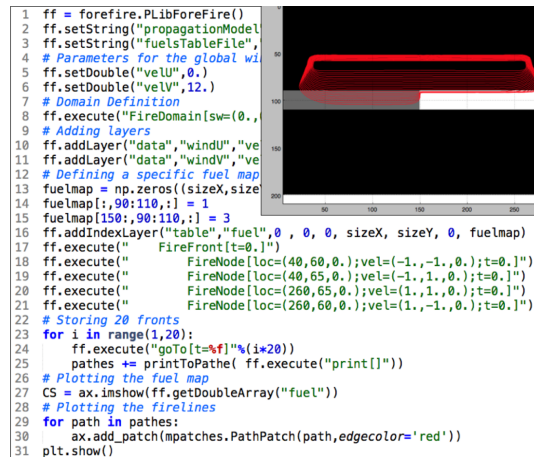 1 ff = forefire.PLibForeFire()
2 ff.setString("propagationModel
3 ff.setString("fuelsTableFile",
4 # Parameters for the global wi
5 ff.setDouble("velU",0.)
6 ff.setDouble("velV",12.)
7 # Domain Definition
8 ff.execute("FireDomain[sw=(0.,
9 # Adding layers
10 ff.addLayer("data","windU","ve
11 ff.addLayer("data","windV","ve
12 # Defining a specific fuel map
13 fuelmap = np.zeros((sizeX,sizeY
14 fuelmap[:,90:110,:] = 1
15 fuelmap[150:,90:110,:] = 3
16 ff.addIndexLayer("table","fuel",0 , 0, 0, sizeX, sizeY, 0, fuelmap)
17 ff.execute("    FireFront[t=0.]")
18 ff.execute("        FireNode[loc=(40,60,0.);vel=(-1.,-1.,0.);t=0.]")
19 ff.execute("        FireNode[loc=(40,65,0.);vel=(-1.,1.,0.);t=0.]")
20 ff.execute("        FireNode[loc=(260,65,0.);vel=(1.,1.,0.);t=0.]")
21 ff.execute("        FireNode[loc=(260,60,0.);vel=(1.,-1.,0.);t=0.]")
22 # Storing 20 fronts
23 for i in range(1,20):
24     ff.execute("goTo[t=%f]"%(i*20))
25     pathes += printToPathe( ff.execute("print[]"))
26 # Plotting the fuel map
27 CS = ax.imshow(ff.getDoubleArray("fuel"))
28 # Plotting the firelines
29 for path in pathes:
30     ax.add_patch(mpatches.PathPatch(path,edgecolor='red'))
31 plt.show()
0
50
100
150
200
0 50 100 150 200 250